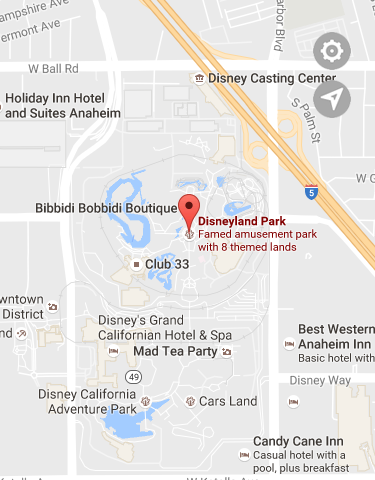 ampshire Ave
ermont Ave
arbor Blvd
W Ball Rd
Disney Casting Center
Holiday Inn Hotel
and Suites Anaheim
S Palm St
5
W G
Bibbidi Bobbidi Boutique
Disneyland Park
Famed amusement park
with 8 themed lands
Club 33
owntown
District
nd
Disney's Grand
Californian Hotel & Spa
Mad Tea Party
Best Western
Anaheim Inn
Basic hotel with
49
Disney Way
Disney California
Adventure Park
Cars Land
Candy Cane Inn
Casual hotel with a
pool, plus breakfast